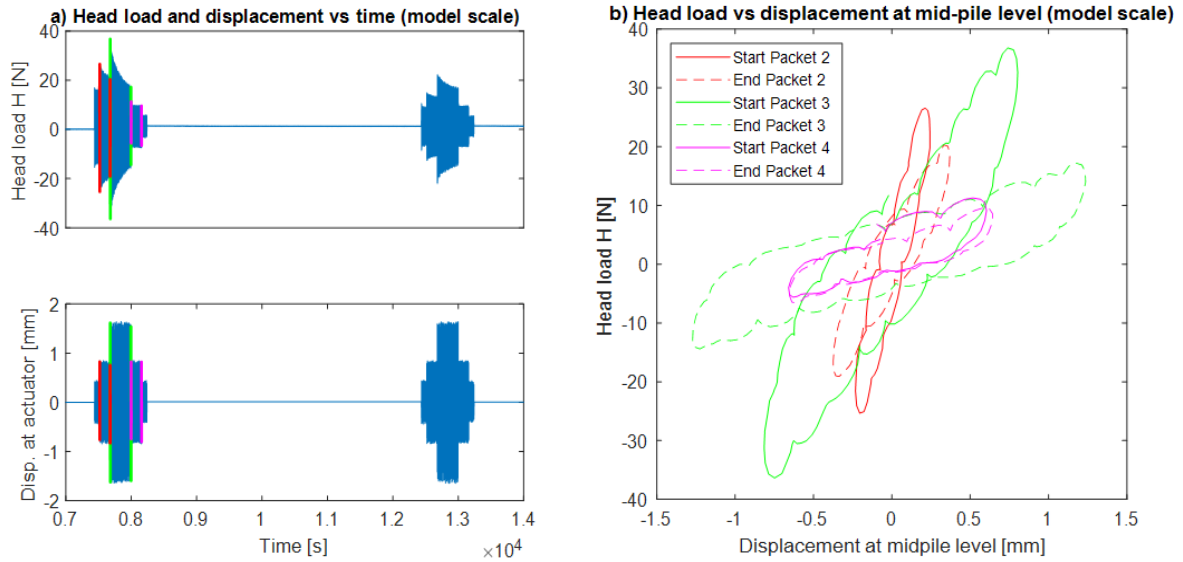 a) Head load and displacement vs time (model scale)
40
20
0
-20
-40
Head load H [N]
2
1
0
-1
-2
Disp. at actuator [mm]
0.7 0.8 0.9 1 1.1 1.2 1.3 1.4
Time [s]
×10⁴
b) Head load vs displacement at mid-pile level (model scale)
40
30
20
10
0
-10
-20
-30
-40
Head load H [N]
Start Packet 2
End Packet 2
Start Packet 3
End Packet 3
Start Packet 4
End Packet 4
-1.5 -1 -0.5 0 0.5 1 1.5
Displacement at midpile level [mm]